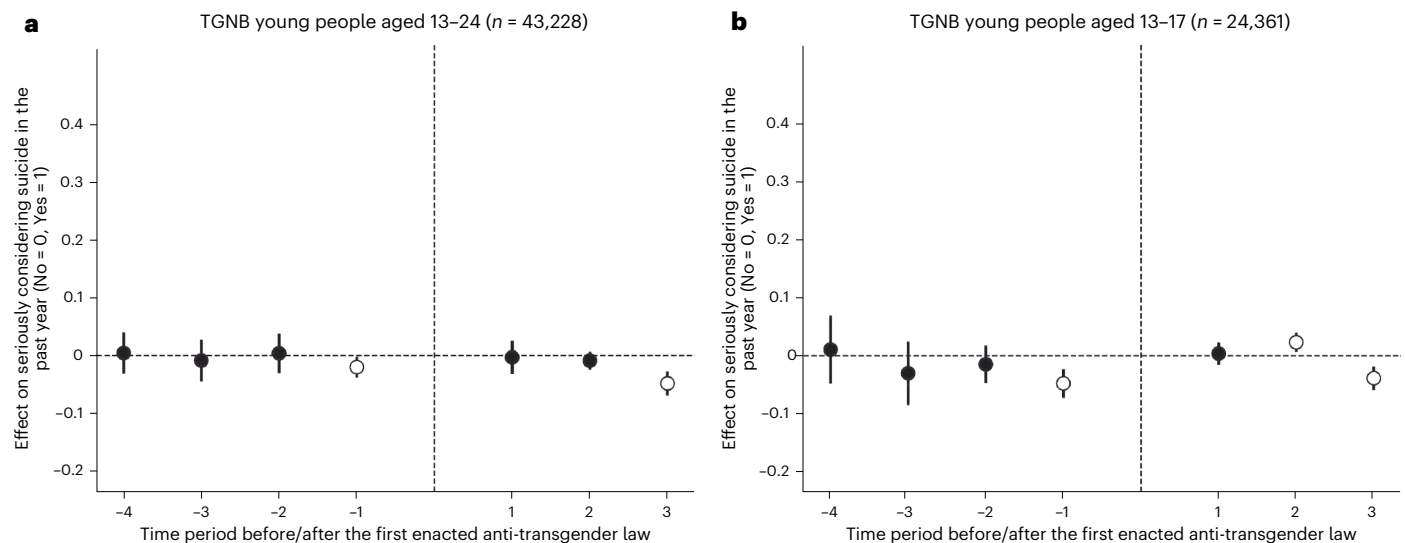 a
TGNB young people aged 13–24 (n = 43,228)
Effect on seriously considering suicide in the
past year (No = 0, Yes = 1)
0.4
0.3
0.2
0.1
0
–0.1
–0.2
–4
–3
–2
–1
1
2
3
Time period before/after the first enacted anti-transgender law
b
TGNB young people aged 13–17 (n = 24,361)
Effect on seriously considering suicide in the
past year (No = 0, Yes = 1)
0.4
0.3
0.2
0.1
0
–0.1
–0.2
–4
–3
–2
–1
1
2
3
Time period before/after the first enacted anti-transgender law